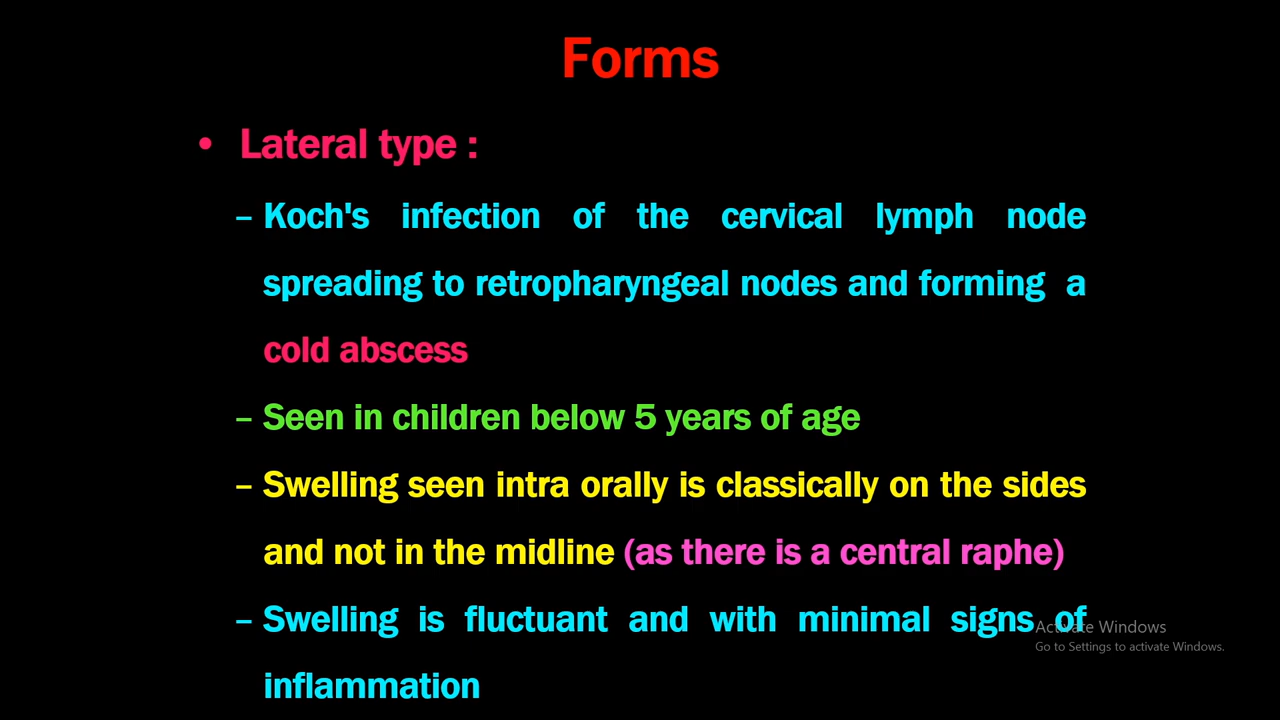 Forms
• Lateral type :
– Koch's infection of the cervical lymph node
spreading to retropharyngeal nodes and forming a
cold abscess
– Seen in children below 5 years of age
– Swelling seen intra orally is classically on the sides
and not in the midline (as there is a central raphe)
– Swelling is fluctuant and with minimal signs of
inflammation
Activate Windows
Go to Settings to activate Windows.